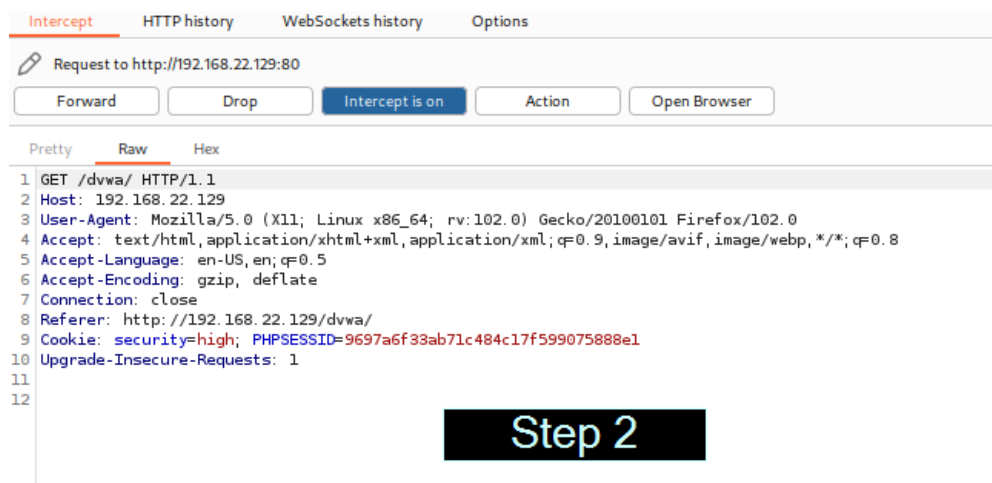 Intercept HTTP history WebSockets history Options
Request to http://192.168.22.129:80
Forward Drop Intercept is on Action Open Browser
Pretty Raw Hex
1 GET /dvwa/ HTTP/1.1
2 Host: 192.168.22.129
3 User-Agent: Mozilla/5.0 (X11; Linux x86_64; rv:102.0) Gecko/20100101 Firefox/102.0
4 Accept: text/html,application/xhtml+xml,application/xml;q=0.9,image/avif,image/webp,*/*;q=0.8
5 Accept-Language: en-US,en;q=0.5
6 Accept-Encoding: gzip, deflate
7 Connection: close
8 Referer: http://192.168.22.129/dvwa/
9 Cookie: security=high; PHPSESSID=9697a6f33ab71c484c17f599075888e1
10 Upgrade-Insecure-Requests: 1
11
12
Step 2